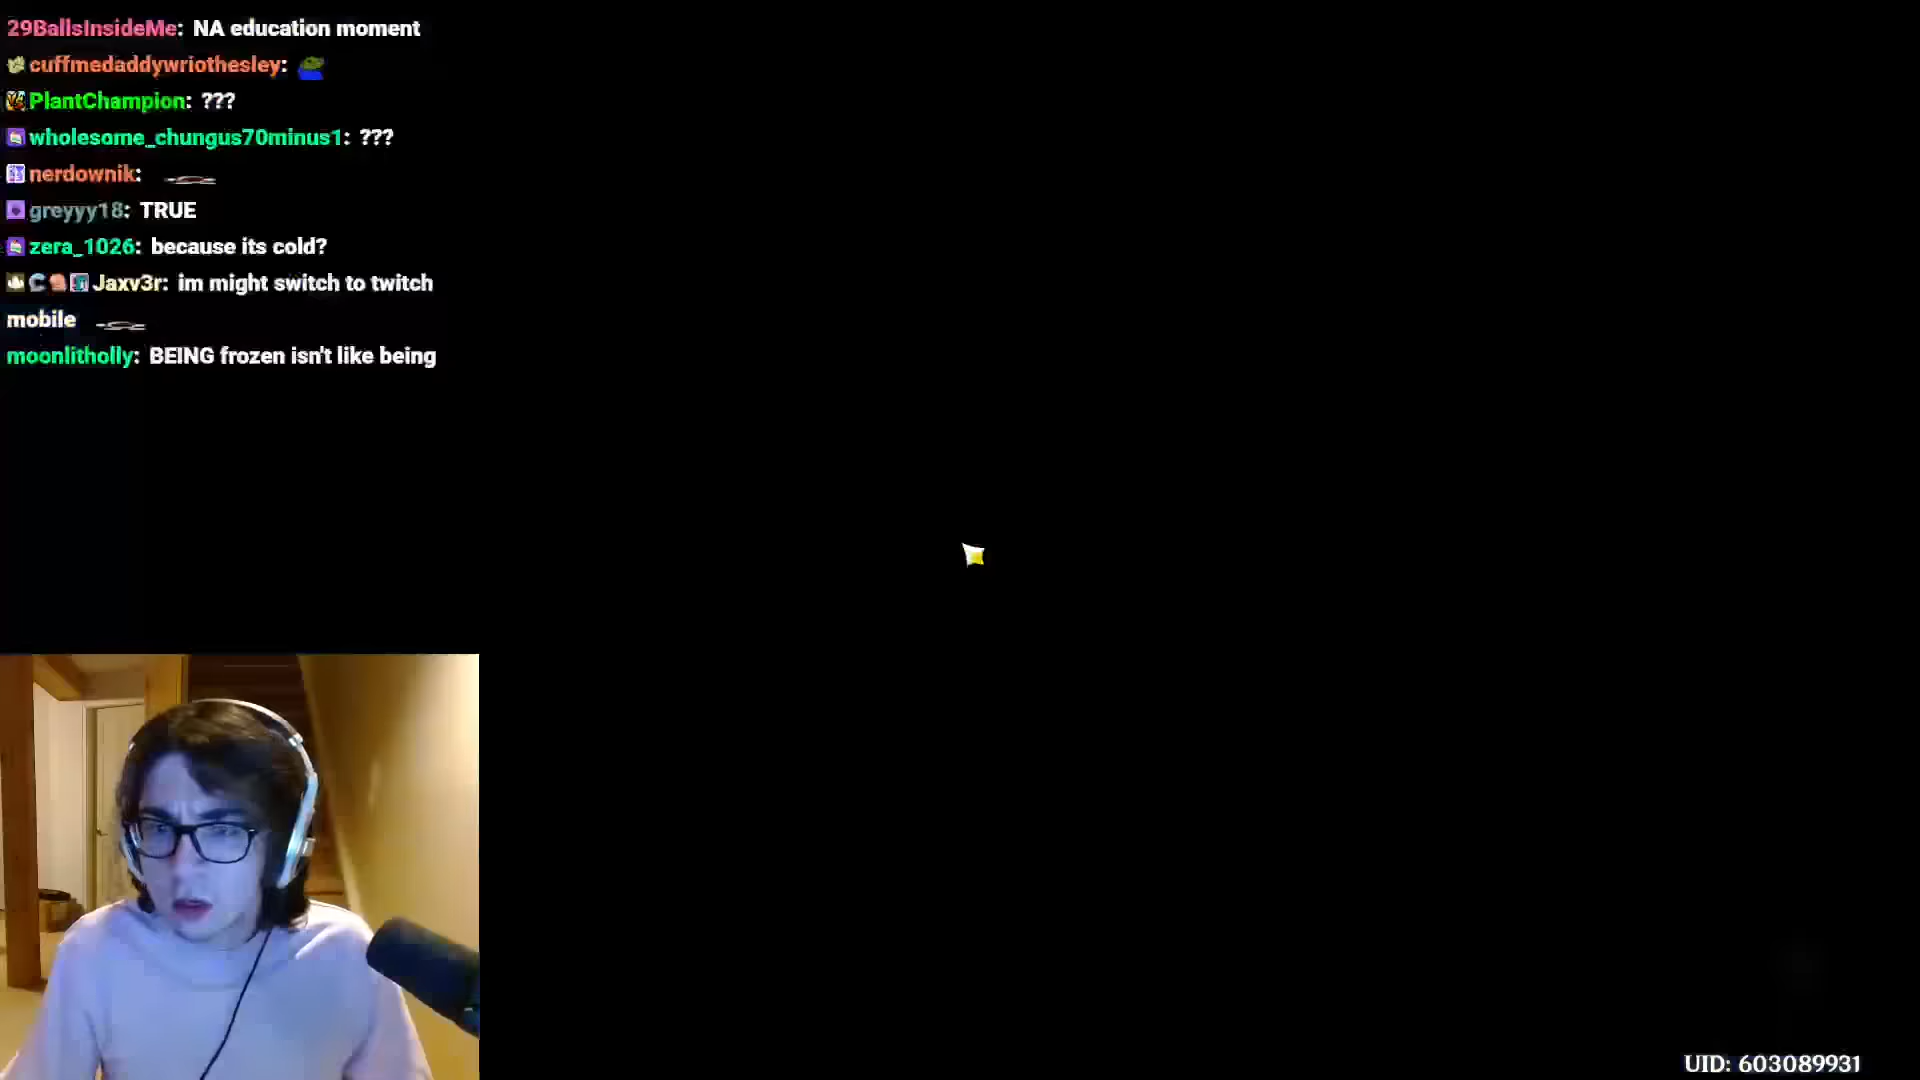 29BallsInsideMe: NA education moment
cuffmedaddywriothesley:
PlantChampion: ???
wholesome_chungus70minus1: ???
nerdownik:
greyyy18: TRUE
zera_1026: because its cold?
Jaxv3r: im might switch to twitch
mobile
moonlitholly: BEING frozen isn't like being
UID: 603089931